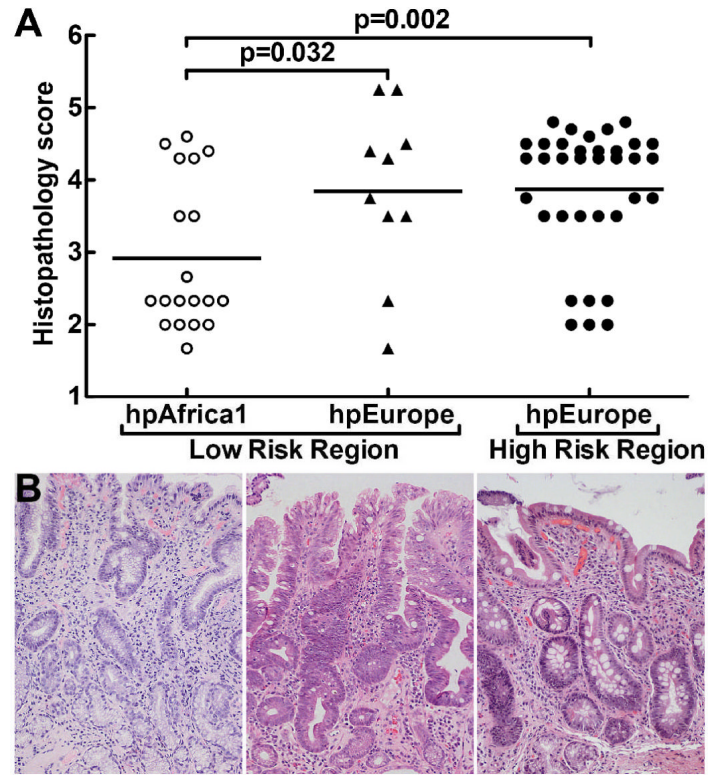 A
p=0.002
p=0.032
Histopathology score
6
5
4
3
2
1
hpAfrica1 hpEurope hpEurope
Low Risk Region High Risk Region
B